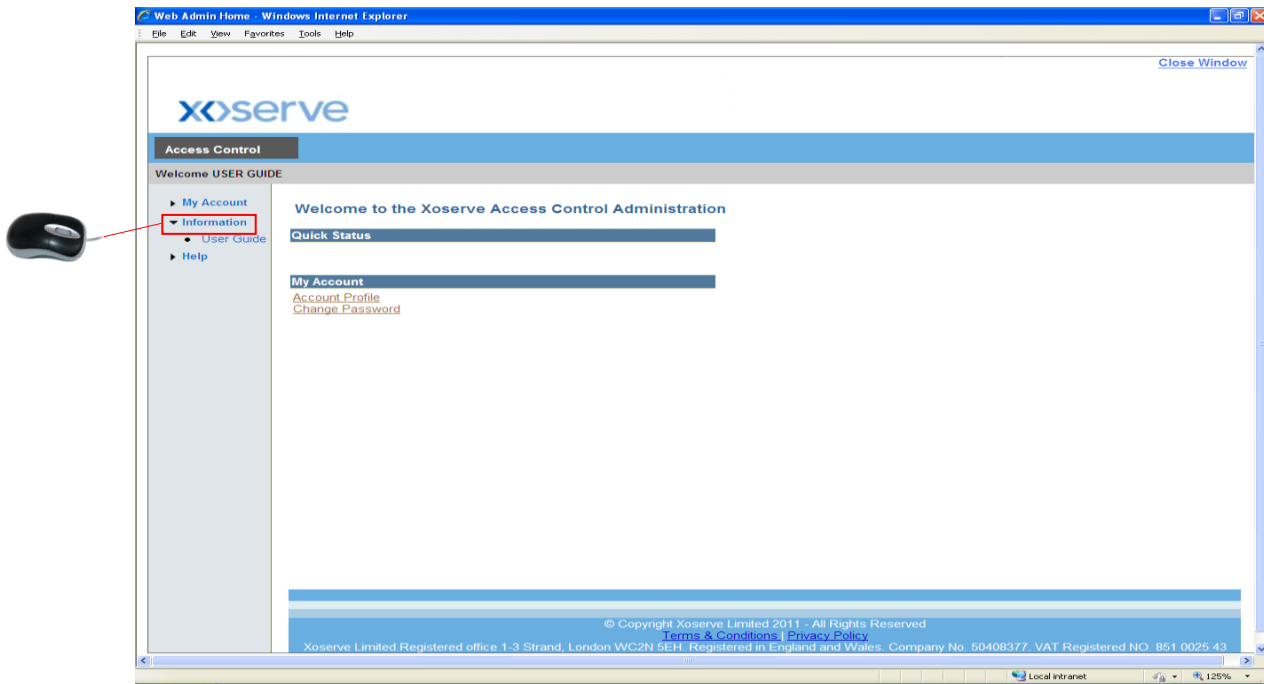 Web Admin Home - Windows Internet Explorer
File Edit View Favorites Tools Help
Close Window
xoserve
Access Control
Welcome USER GUIDE
My Account
Information
User Guide
Help
Welcome to the Xoserve Access Control Administration
Quick Status
My Account
Account Profile
Change Password
© Copyright Xoserve Limited 2011 - All Rights Reserved
Terms & Conditions | Privacy Policy
Xoserve Limited Registered office 1-3 Strand, London WC2N 5EH. Registered in England and Wales. Company No. 50408377. VAT Registered NO. 851 0025 43
Local intranet
125%